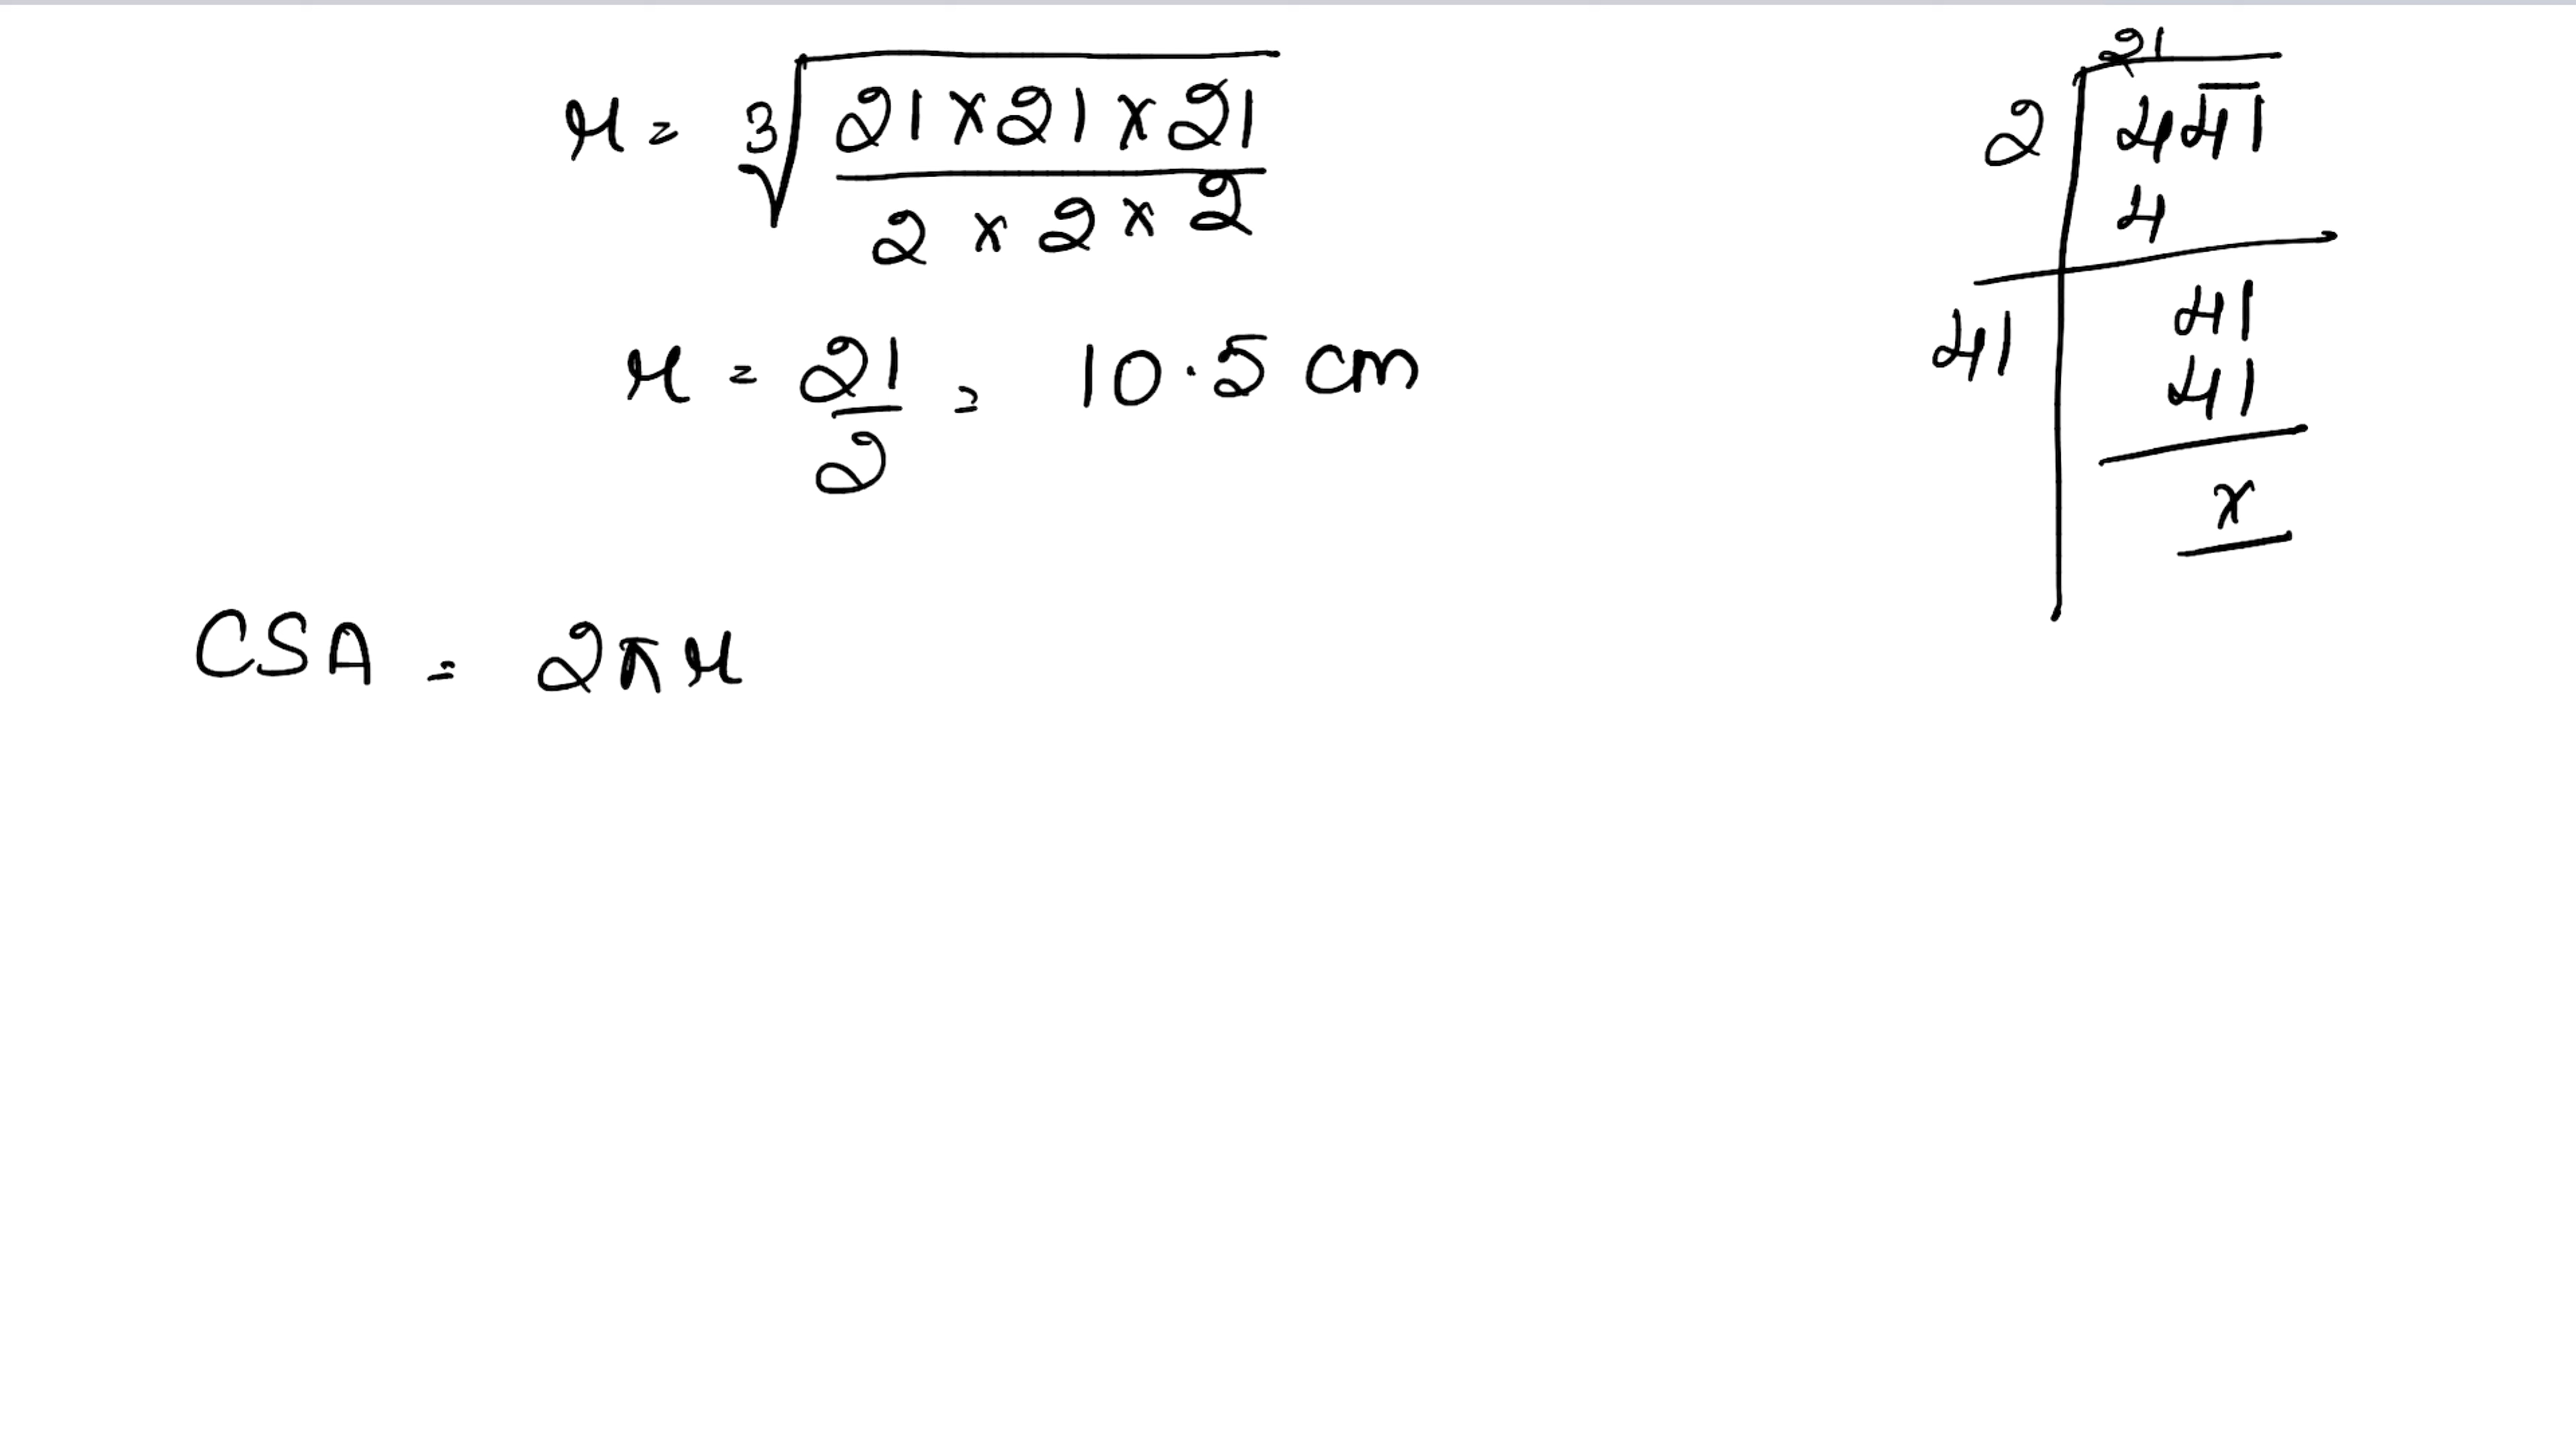 r = ∛(21×21×21 / 2×2×2)
r = 21/2 = 10.5 cm
CSA = 2πr
21
2 | 441
4
41 | 41
41
x